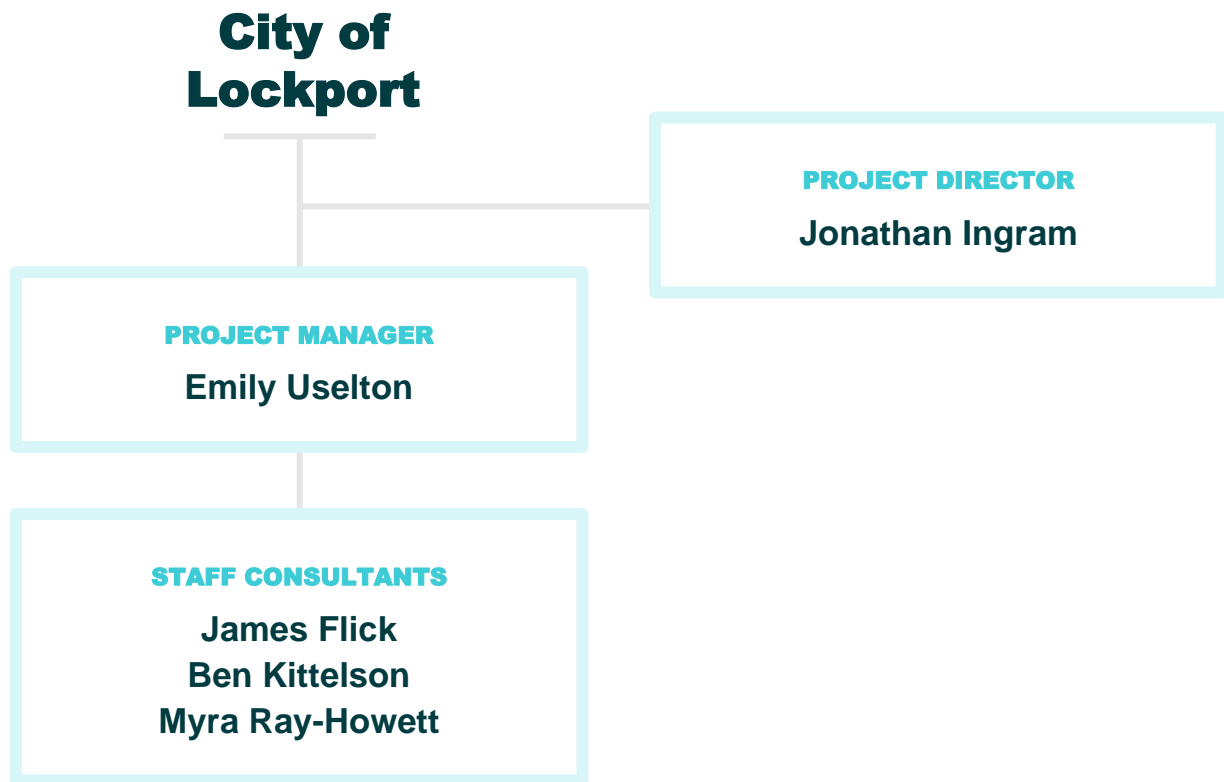 City of
Lockport
PROJECT DIRECTOR
Jonathan Ingram
PROJECT MANAGER
Emily Uselton
STAFF CONSULTANTS
James Flick
Ben Kittelson
Myra Ray-Howett